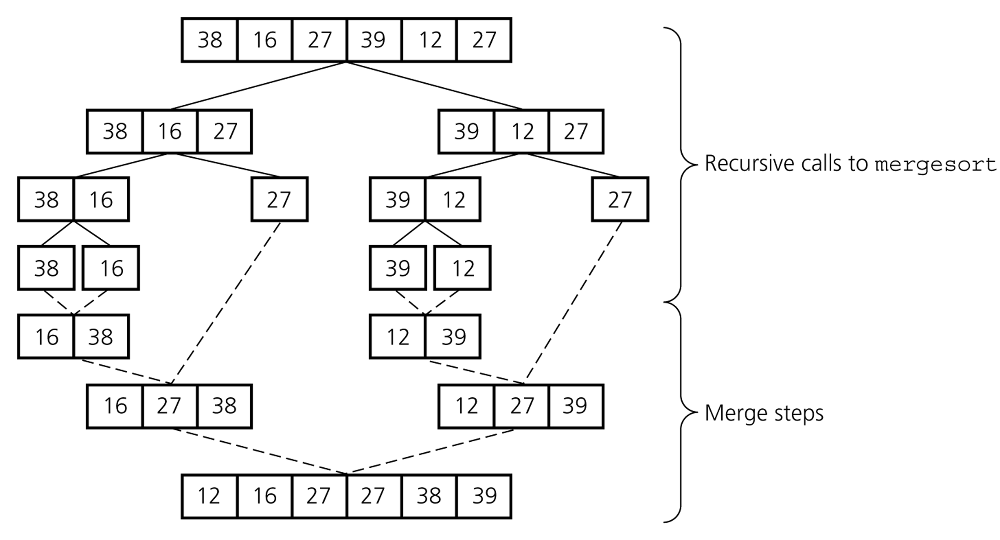 38 16 27 39 12 27
38 16 27 39 12 27
Recursive calls to mergesort
38 16 27 39 12 27
38 16 39 12
16 38 12 39
16 27 38 12 27 39
Merge steps
12 16 27 27 38 39